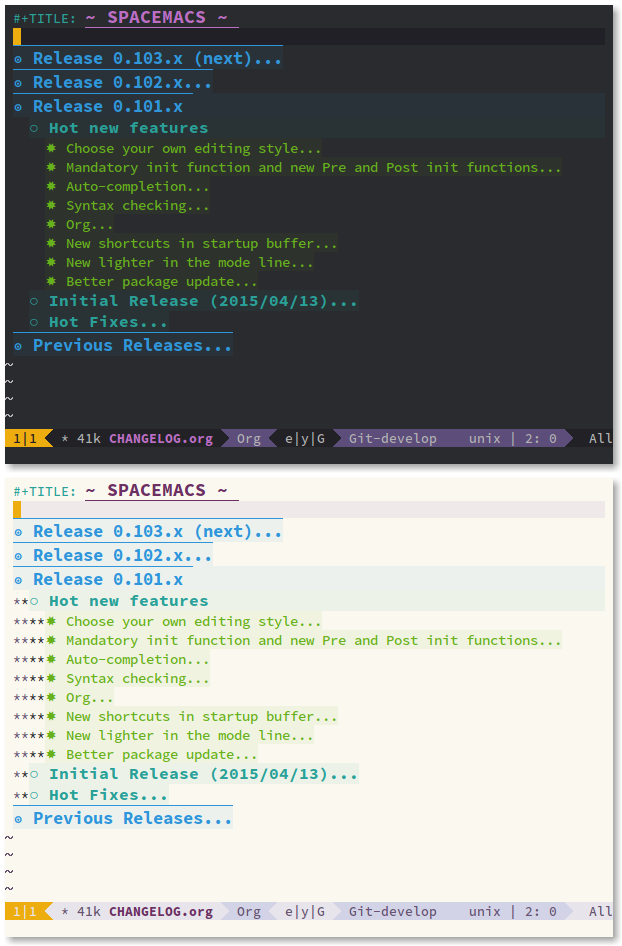 #+TITLE: ~ SPACEMACS ~
⊙ Release 0.103.x (next)...
⊙ Release 0.102.x...
⊙ Release 0.101.x
○ Hot new features
✸ Choose your own editing style...
✸ Mandatory init function and new Pre and Post init functions...
✸ Auto-completion...
✸ Syntax checking...
✸ Org...
✸ New shortcuts in startup buffer...
✸ New lighter in the mode line...
✸ Better package update...
○ Initial Release (2015/04/13)...
○ Hot Fixes...
⊙ Previous Releases...
~
~
~
~
1|1 * 41k CHANGELOG.org Org e|y|G Git-develop unix | 2: 0 All
#+TITLE: ~ SPACEMACS ~
⊙ Release 0.103.x (next)...
⊙ Release 0.102.x...
⊙ Release 0.101.x
**○ Hot new features
****✸ Choose your own editing style...
****✸ Mandatory init function and new Pre and Post init functions...
****✸ Auto-completion...
****✸ Syntax checking...
****✸ Org...
****✸ New shortcuts in startup buffer...
****✸ New lighter in the mode line...
****✸ Better package update...
**○ Initial Release (2015/04/13)...
**○ Hot Fixes...
⊙ Previous Releases...
~
~
~
~
1|1 * 41k CHANGELOG.org Org e|y|G Git-develop unix | 2: 0 All